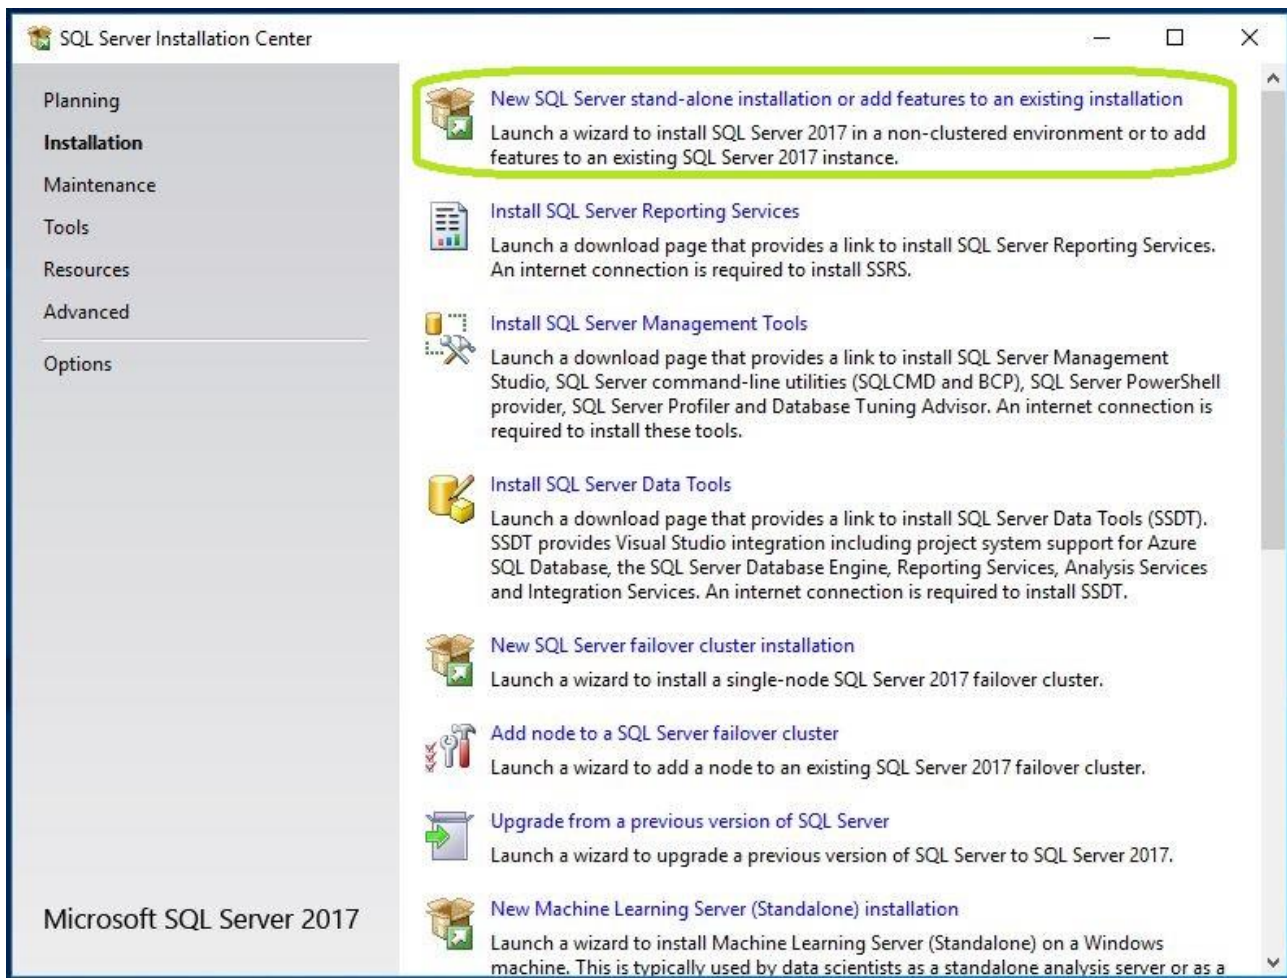 SQL Server Installation Center
Planning
Installation
Maintenance
Tools
Resources
Advanced
Options
Microsoft SQL Server 2017
New SQL Server stand-alone installation or add features to an existing installation
Launch a wizard to install SQL Server 2017 in a non-clustered environment or to add
features to an existing SQL Server 2017 instance.
Install SQL Server Reporting Services
Launch a download page that provides a link to install SQL Server Reporting Services.
An internet connection is required to install SSRS.
Install SQL Server Management Tools
Launch a download page that provides a link to install SQL Server Management
Studio, SQL Server command-line utilities (SQLCMD and BCP), SQL Server PowerShell
provider, SQL Server Profiler and Database Tuning Advisor. An internet connection is
required to install these tools.
Install SQL Server Data Tools
Launch a download page that provides a link to install SQL Server Data Tools (SSDT).
SSDT provides Visual Studio integration including project system support for Azure
SQL Database, the SQL Server Database Engine, Reporting Services, Analysis Services
and Integration Services. An internet connection is required to install SSDT.
New SQL Server failover cluster installation
Launch a wizard to install a single-node SQL Server 2017 failover cluster.
Add node to a SQL Server failover cluster
Launch a wizard to add a node to an existing SQL Server 2017 failover cluster.
Upgrade from a previous version of SQL Server
Launch a wizard to upgrade a previous version of SQL Server to SQL Server 2017.
New Machine Learning Server (Standalone) installation
Launch a wizard to install Machine Learning Server (Standalone) on a Windows
machine. This is typically used by data scientists as a standalone analysis server or as a